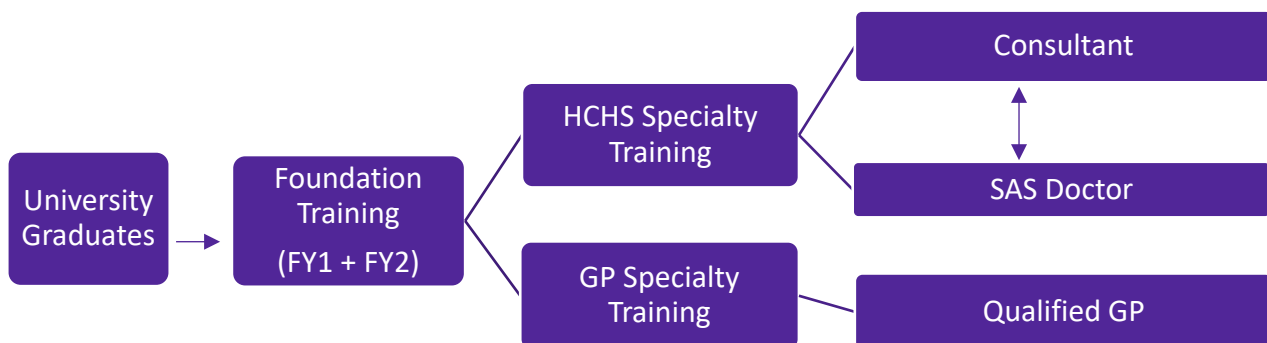 University
Graduates
Foundation
Training
(FY1 + FY2)
HCHS Specialty
Training
GP Specialty
Training
Consultant
SAS Doctor
Qualified GP